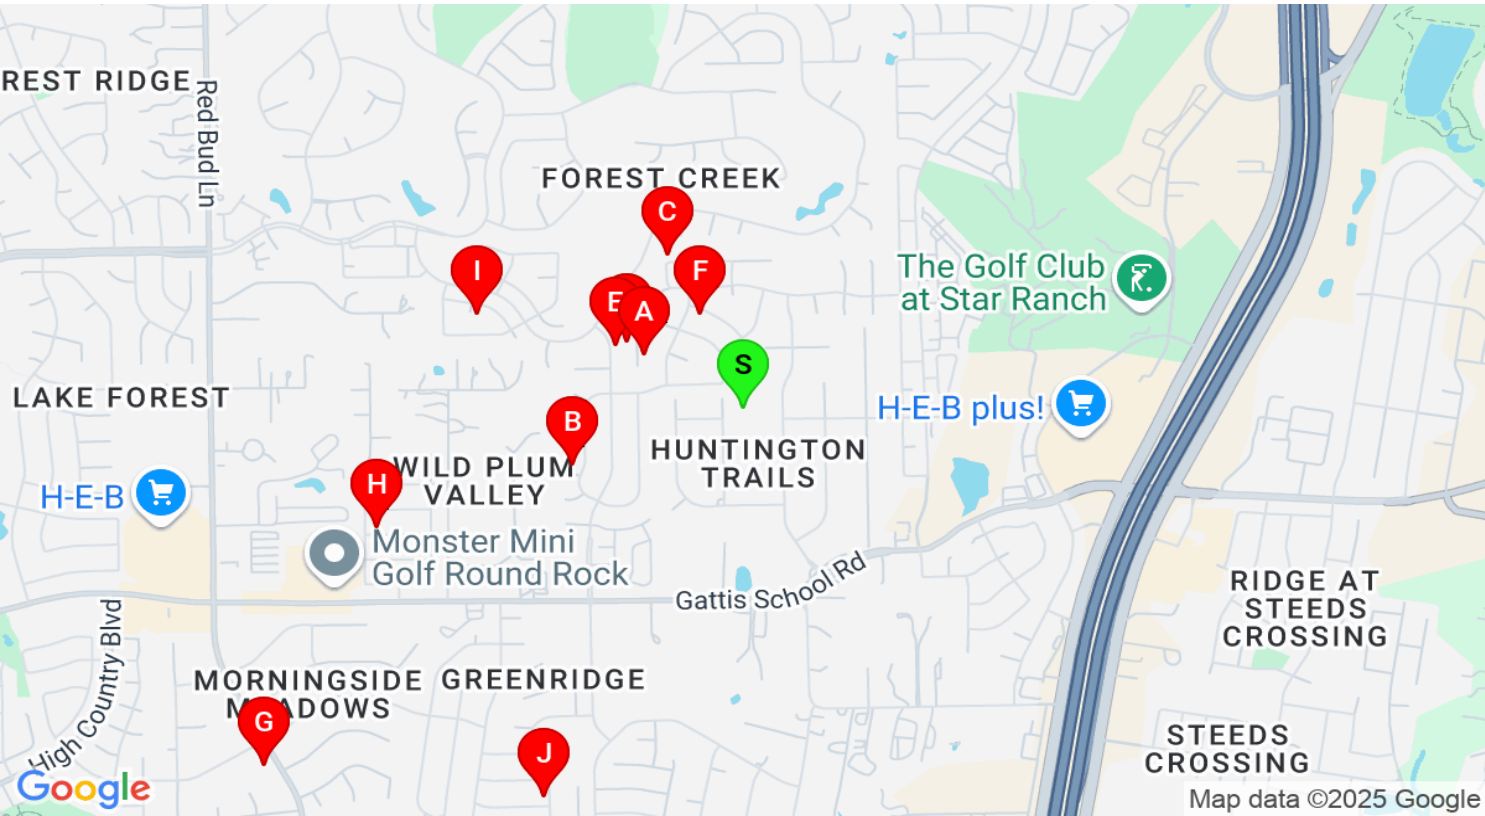 REST RIDGE
Red Bud Ln
FOREST CREEK
C
I
F
The Golf Club
at Star Ranch
E
A
S
LAKE FOREST
H-E-B plus!
B
HUNTINGTON
TRAILS
WILD PLUM
VALLEY
H
H-E-B
Monster Mini
Golf Round Rock
Gattis School Rd
RIDGE AT
STEEDS
CROSSING
High Country Blvd
MORNINGSIDE
GREENRIDGE
G
J
STEEDS
CROSSING
Google
Map data ©2025 Google